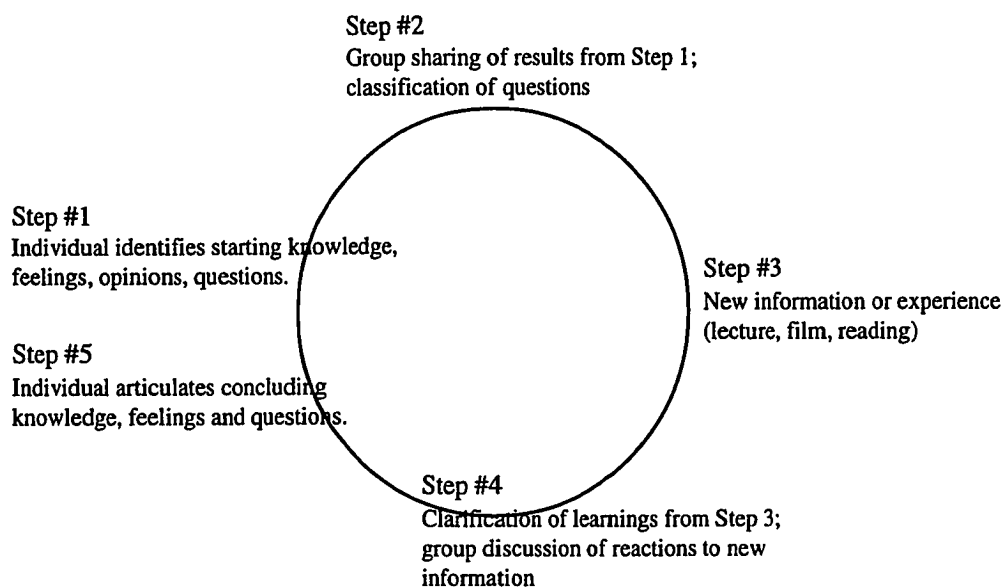 Step #2
Group sharing of results from Step 1;
classification of questions
Step #1
Individual identifies starting knowledge,
feelings, opinions, questions.
Step #3
New information or experience
(lecture, film, reading)
Step #5
Individual articulates concluding
knowledge, feelings and questions.
Step #4
Clarification of learnings from Step 3;
group discussion of reactions to new
information